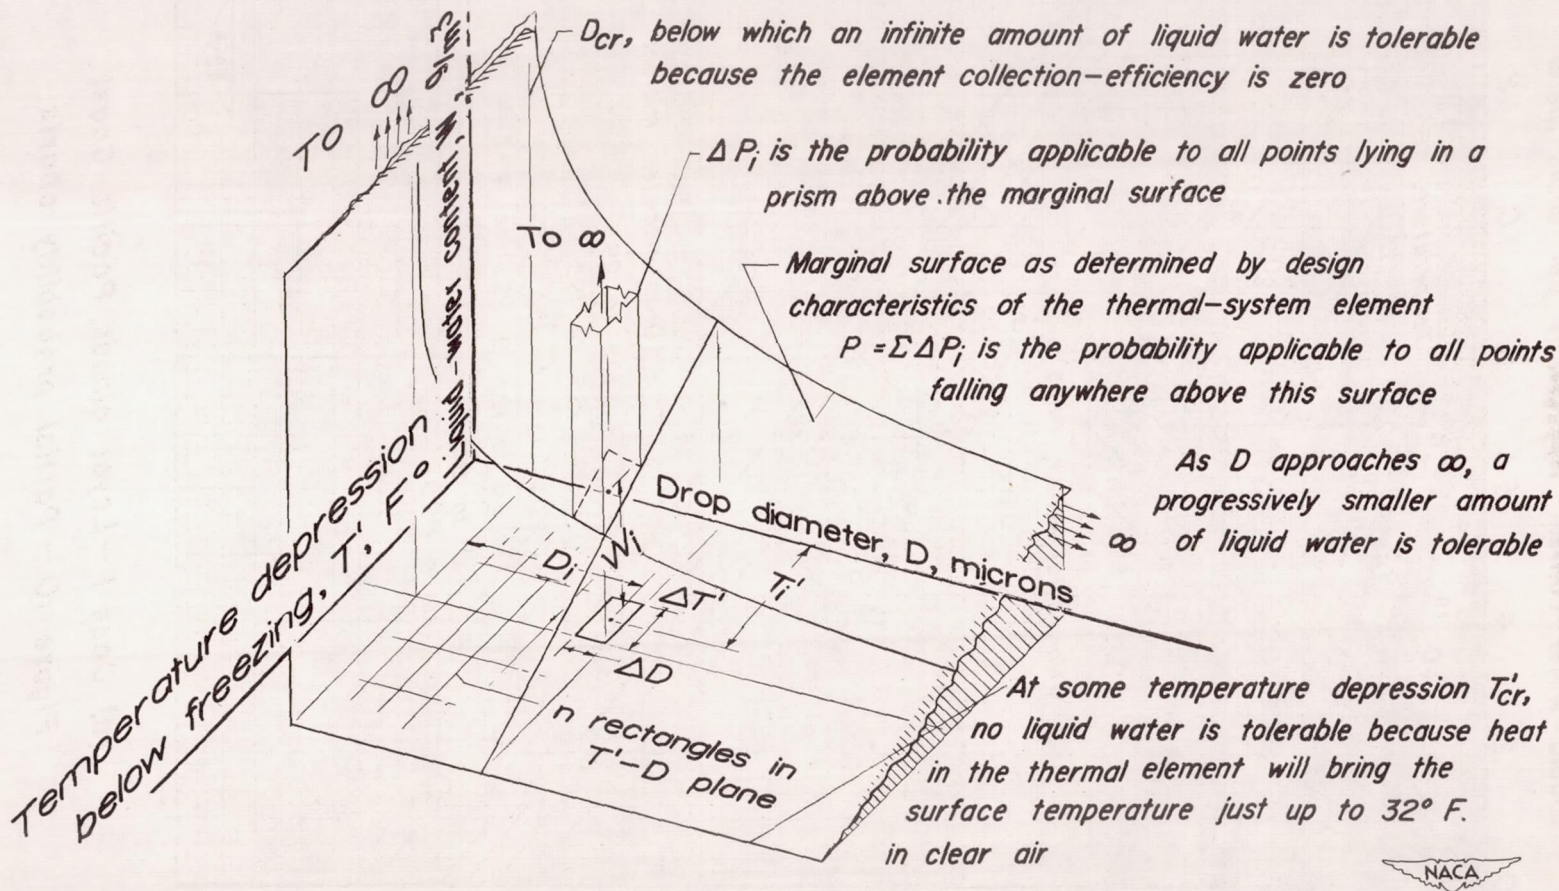 Dcr, below which an infinite amount of liquid water is tolerable
because the element collection-efficiency is zero
To ∞
Liquid-water content, W, g/m3
Δ Pi is the probability applicable to all points lying in a
prism above the marginal surface
To ∞
Marginal surface as determined by design
characteristics of the thermal-system element
P = Σ Δ Pi is the probability applicable to all points
falling anywhere above this surface
As D approaches ∞, a
progressively smaller amount
of liquid water is tolerable
∞
Temperature depression
below freezing, T', F°
Drop diameter, D, microns
Di
Wi
ΔT'
Ti'
ΔD
n rectangles in
T'-D plane
At some temperature depression T'cr,
no liquid water is tolerable because heat
in the thermal element will bring the
surface temperature just up to 32° F.
in clear air
NACA